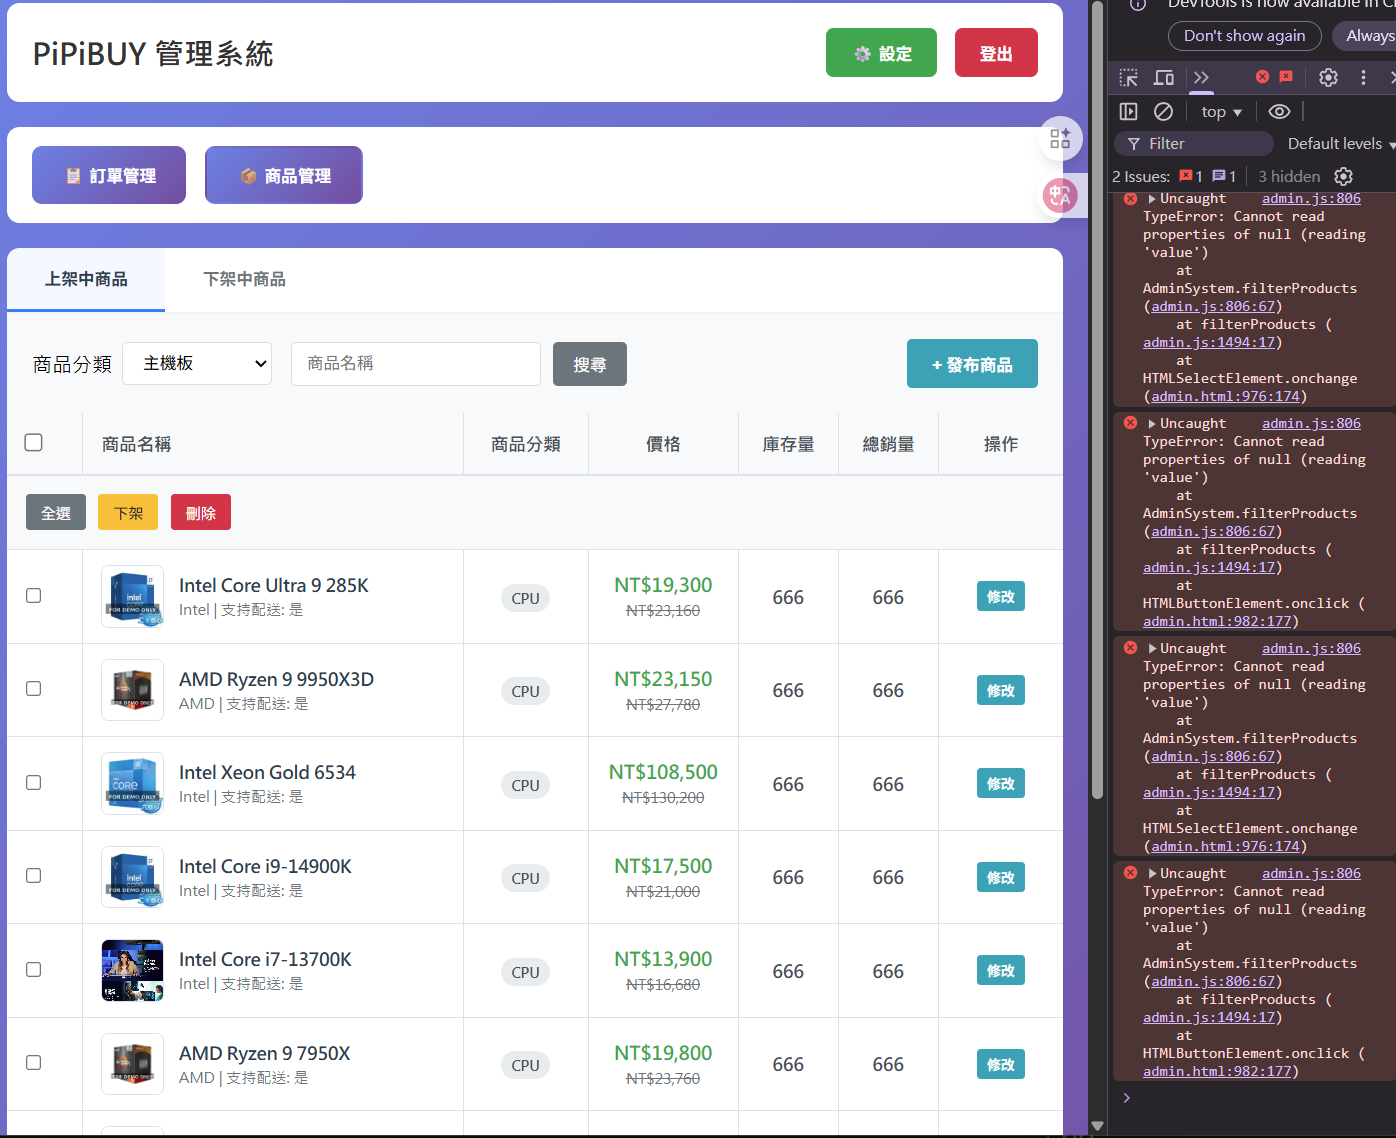 PiPiBUY 管理系統
⚙️ 設定
登出
📋 訂單管理
📦 商品管理
上架中商品
下架中商品
商品分類
主機板
商品名稱
搜尋
+ 發布商品
商品名稱
商品分類
價格
庫存量
總銷量
操作
全選
下架
刪除
Intel Core Ultra 9 285K
Intel | 支持配送: 是
CPU
NT$19,300
NT$23,160
666
666
修改
AMD Ryzen 9 9950X3D
AMD | 支持配送: 是
CPU
NT$23,150
NT$27,780
666
666
修改
Intel Xeon Gold 6534
Intel | 支持配送: 是
CPU
NT$108,500
NT$130,200
666
666
修改
Intel Core i9-14900K
Intel | 支持配送: 是
CPU
NT$17,500
NT$21,000
666
666
修改
Intel Core i7-13700K
Intel | 支持配送: 是
CPU
NT$13,900
NT$16,680
666
666
修改
AMD Ryzen 9 7950X
AMD | 支持配送: 是
CPU
NT$19,800
NT$23,760
666
666
修改
DevTools is now available in C
Don't show again
Always
top
Filter
Default levels
2 Issues: 1 1 3 hidden
Uncaught admin.js:806
TypeError: Cannot read
properties of null (reading
'value')
at
AdminSystem.filterProducts
(admin.js:806:67)
at filterProducts (
admin.js:1494:17)
at
HTMLSelectElement.onchange
(admin.html:976:174)
Uncaught admin.js:806
TypeError: Cannot read
properties of null (reading
'value')
at
AdminSystem.filterProducts
(admin.js:806:67)
at filterProducts (
admin.js:1494:17)
at
HTMLButtonElement.onclick (
admin.html:982:177)
Uncaught admin.js:806
TypeError: Cannot read
properties of null (reading
'value')
at
AdminSystem.filterProducts
(admin.js:806:67)
at filterProducts (
admin.js:1494:17)
at
HTMLSelectElement.onchange
(admin.html:976:174)
Uncaught admin.js:806
TypeError: Cannot read
properties of null (reading
'value')
at
AdminSystem.filterProducts
(admin.js:806:67)
at filterProducts (
admin.js:1494:17)
at
HTMLButtonElement.onclick (
admin.html:982:177)